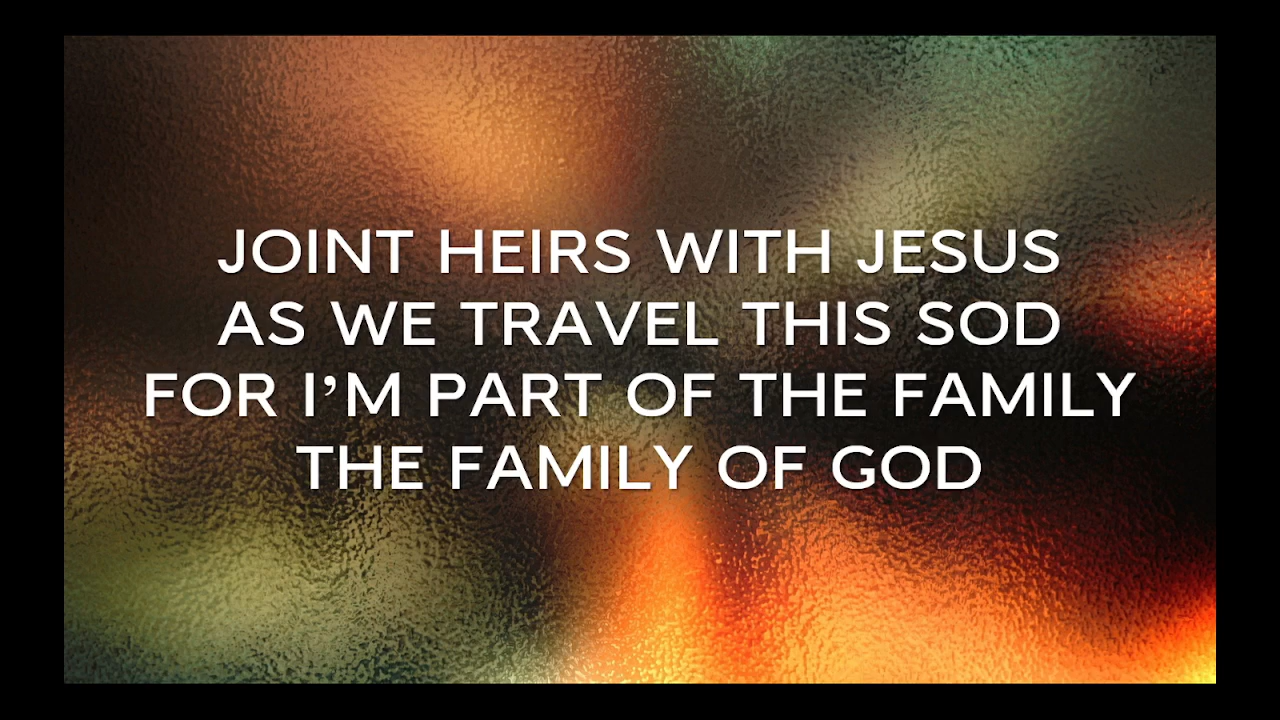 JOINT HEIRS WITH JESUS
AS WE TRAVEL THIS SOD
FOR I’M PART OF THE FAMILY
THE FAMILY OF GOD